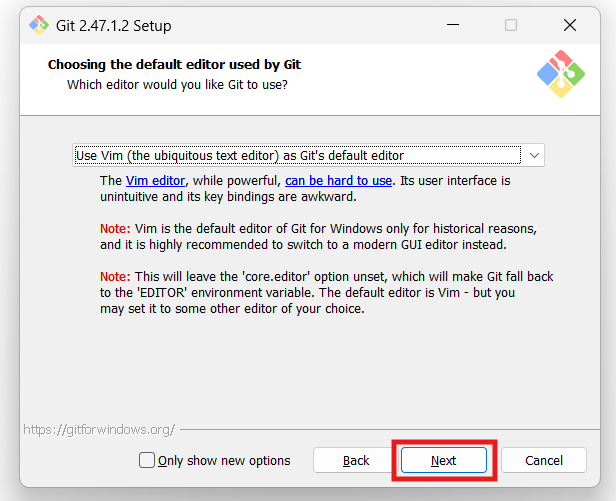 Git 2.47.1.2 Setup
Choosing the default editor used by Git
Which editor would you like Git to use?
Use Vim (the ubiquitous text editor) as Git's default editor
The Vim editor, while powerful, can be hard to use. Its user interface is
unintuitive and its key bindings are awkward.
Note: Vim is the default editor of Git for Windows only for historical reasons,
and it is highly recommended to switch to a modern GUI editor instead.
Note: This will leave the 'core.editor' option unset, which will make Git fall back
to the 'EDITOR' environment variable. The default editor is Vim - but you
may set it to some other editor of your choice.
https://gitforwindows.org/
Only show new options Back Next Cancel